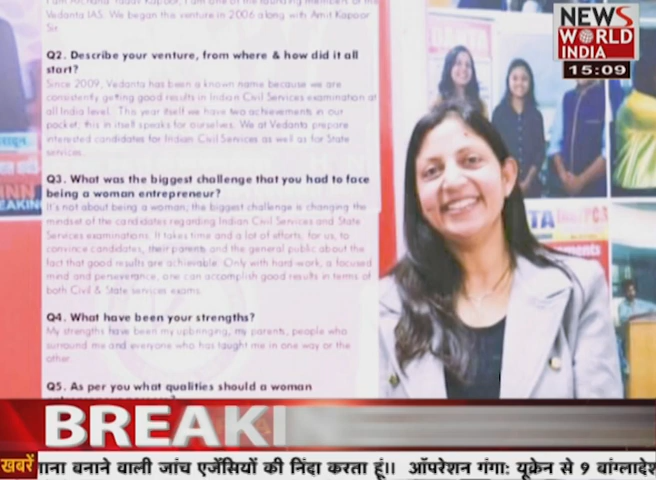 I am Archana Yadav Kapoor, I am one of the founding members of the
Vedanta IAS. We began the venture in 2006 along with Amit Kapoor
Sir.
Q2. Describe your venture, from where & how did it all
start?
Since 2009, Vedanta has been a known name because we are
consistently getting good results in Indian Civil Services examination at
all India level. This year itself we have two achievements in our
pocket; this in itself speaks for ourselves. We at Vedanta prepare
interested candidates for Indian Civil Services as well as for State
services.
Q3. What was the biggest challenge that you had to face
being a woman entrepreneur?
It's not about being a woman; the biggest challenge is changing the
mindset of the candidates regarding Indian Civil Services and State
Services examinations. It takes time and a lot of efforts, for us, to
convince candidates, their parents and the general public about the
fact that good results are achievable. Only with hard-work, a focused
mind and perseverance, one can accomplish good results in terms of
both Civil & State services exams.
Q4. What have been your strengths?
My strengths have been my upbringing, my parents, people who
surround me and everyone who has taught me in one way or the
other.
Q5. As per you what qualities should a woman
NEWS
WORLD
INDIA
15:09
BREAKI
खबरें
गाना बनाने वाली जांच एजेंसियों की निंदा करता हूं।। ऑपरेशन गंगा: यूक्रेन से 9 बांग्लादेश